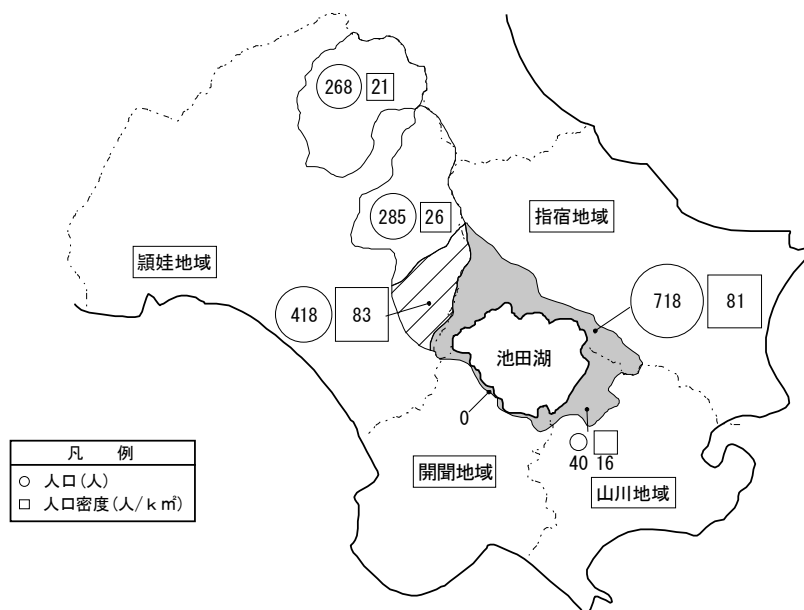 268 21
285 26
指宿地域
頴娃地域
418 83
718 81
池田湖
0
40 16
開聞地域
山川地域
凡 例
○ 人口(人)
□ 人口密度(人/k㎡)